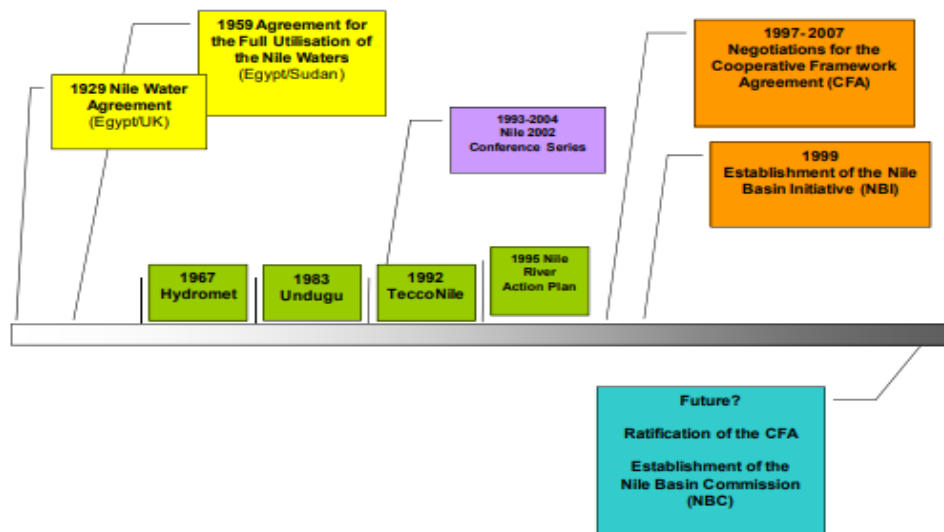 1929 Nile Water
Agreement
(Egypt/UK)
1959 Agreement for
the Full Utilisation of
the Nile Waters
(Egypt/Sudan)
1967
Hydromet
1983
Undugu
1992
TeccoNile
1993-2004
Nile 2002
Conference Series
1995 Nile
River
Action Plan
1997- 2007
Negotiations for the
Cooperative Framework
Agreement (CFA)
1999
Establishment of the Nile
Basin Initiative (NBI)
Future?
Ratification of the CFA
Establishment of the
Nile Basin Commission
(NBC)